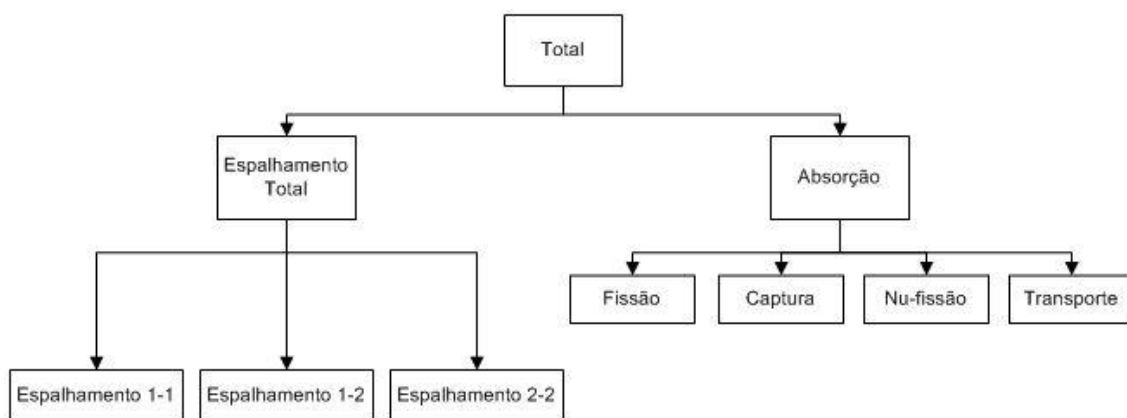 Total
Espalhamento
Total
Absorção
Fissão
Captura
Nu-fissão
Transporte
Espalhamento 1-1
Espalhamento 1-2
Espalhamento 2-2